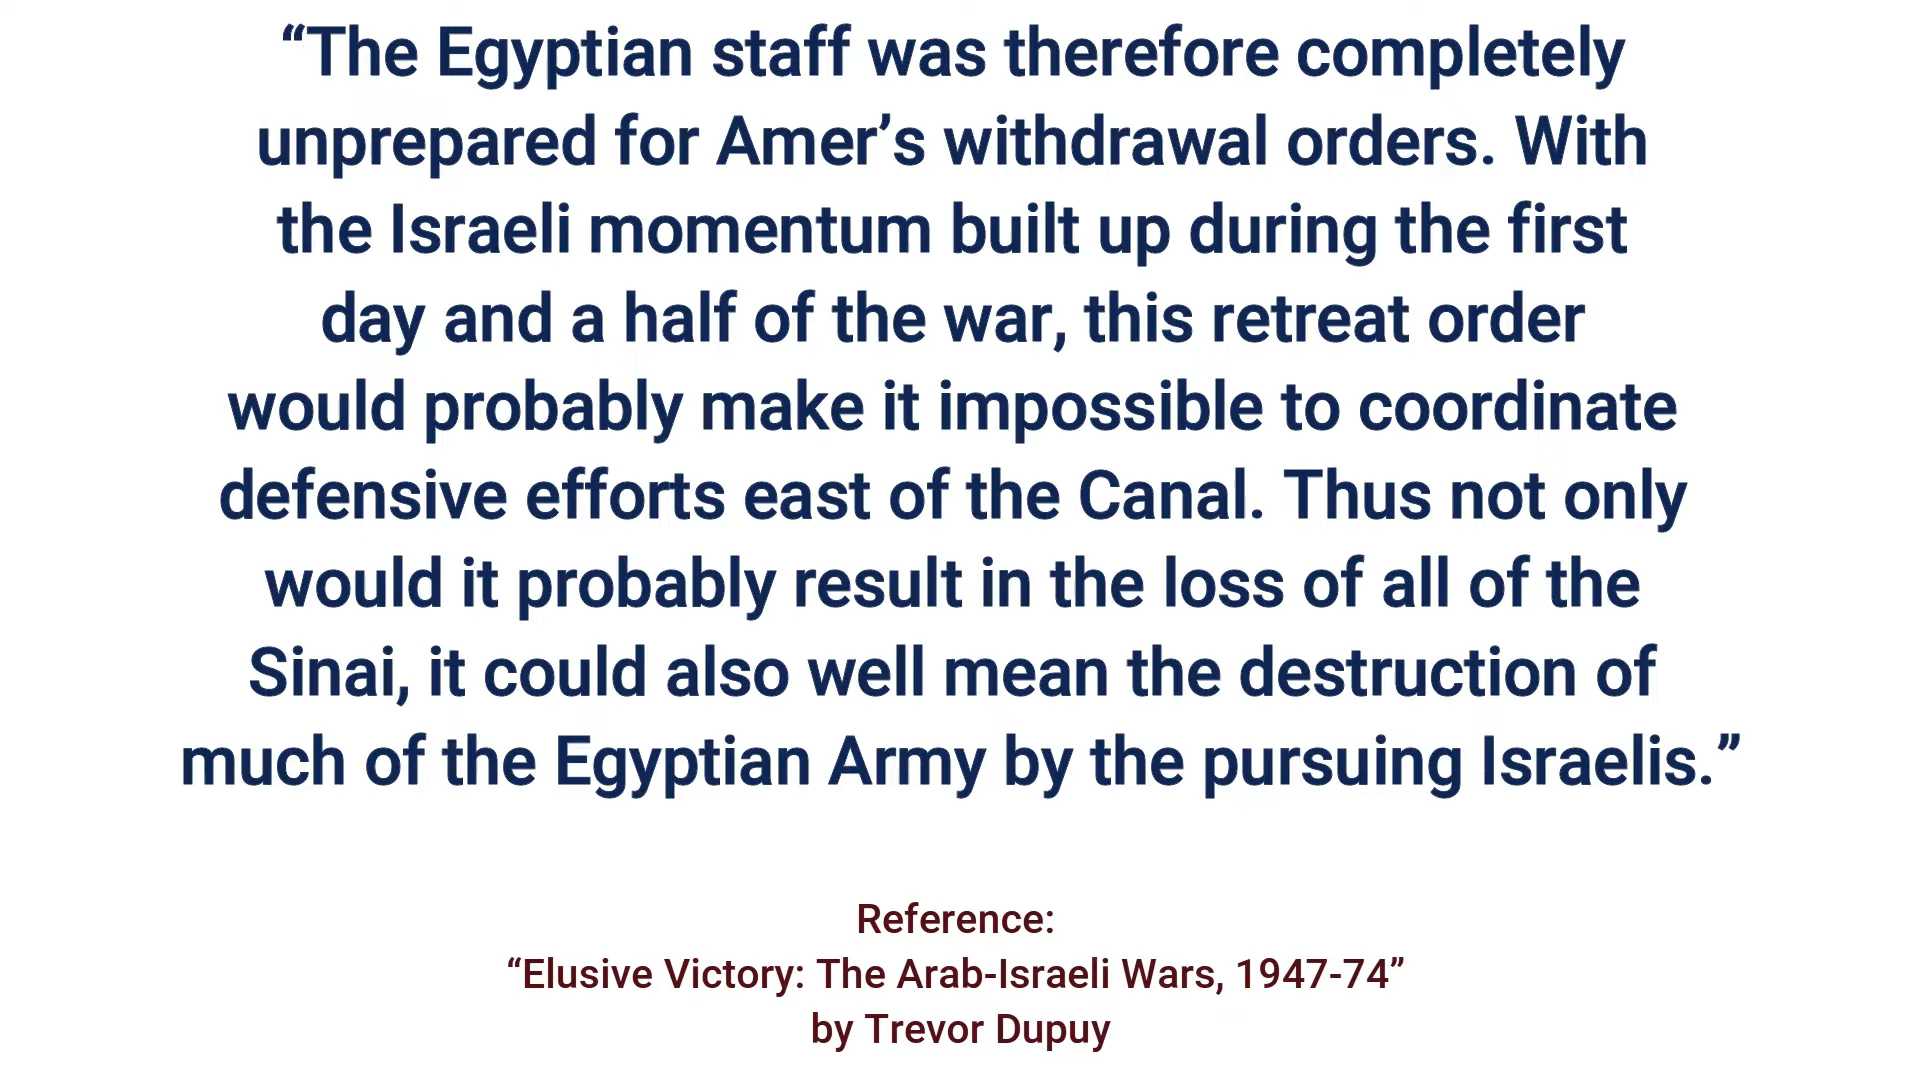 “The Egyptian staff was therefore completely
unprepared for Amer’s withdrawal orders. With
the Israeli momentum built up during the first
day and a half of the war, this retreat order
would probably make it impossible to coordinate
defensive efforts east of the Canal. Thus not only
would it probably result in the loss of all of the
Sinai, it could also well mean the destruction of
much of the Egyptian Army by the pursuing Israelis.”
Reference:
“Elusive Victory: The Arab-Israeli Wars, 1947-74”
by Trevor Dupuy